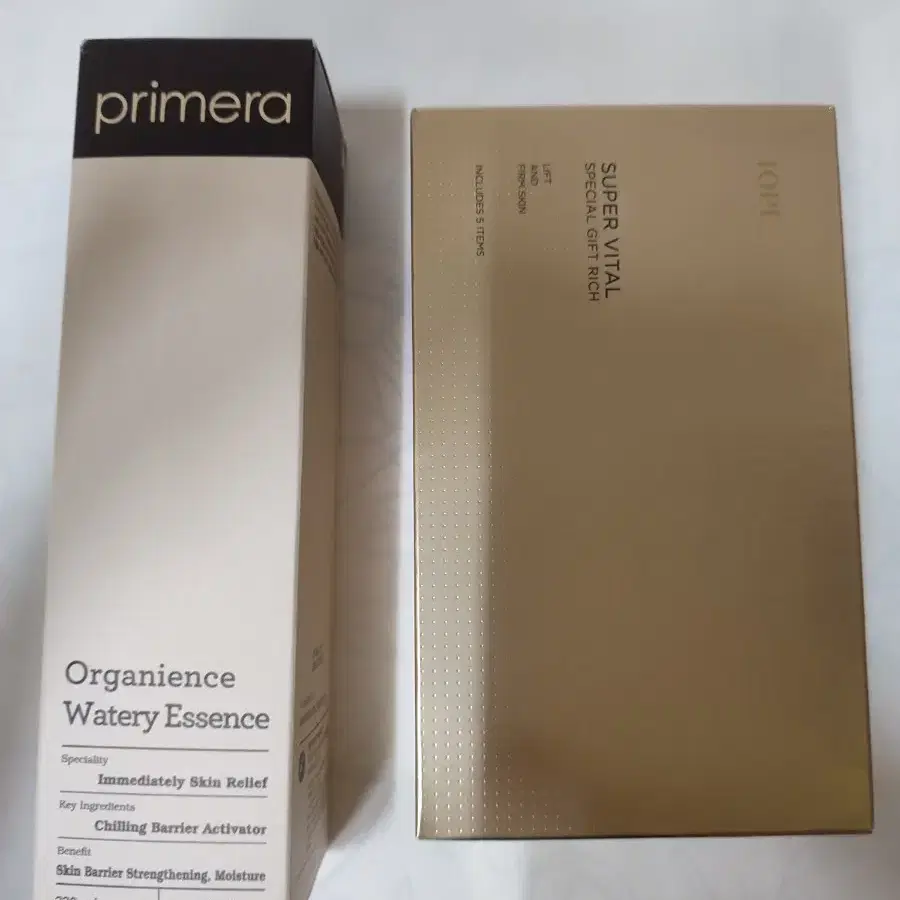 primera
Organience
Watery Essence
Speciality
Immediately Skin Relief
Key Ingredients
Chilling Barrier Activator
Benefit
Skin Barrier Strengthening, Moisture
IOPE
SUPER VITAL
SPECIAL GIFT RICH
LIFT
AND
FIRM SKIN
INCLUDES 5 ITEMS